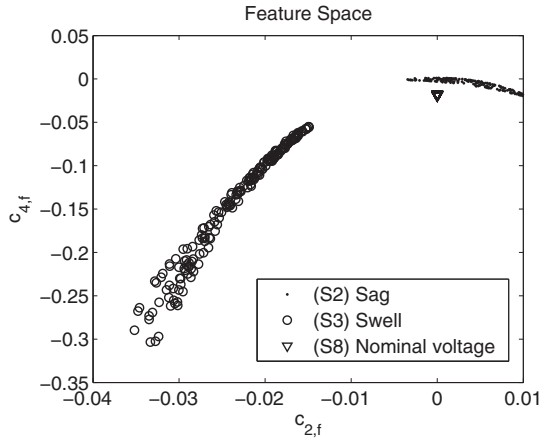 Feature Space
0.05
0
−0.05
−0.1
−0.15
−0.2
−0.25
−0.3
−0.35
c4,f
(S2) Sag
(S3) Swell
(S8) Nominal voltage
−0.04
−0.03
−0.02
−0.01
0
0.01
c2,f